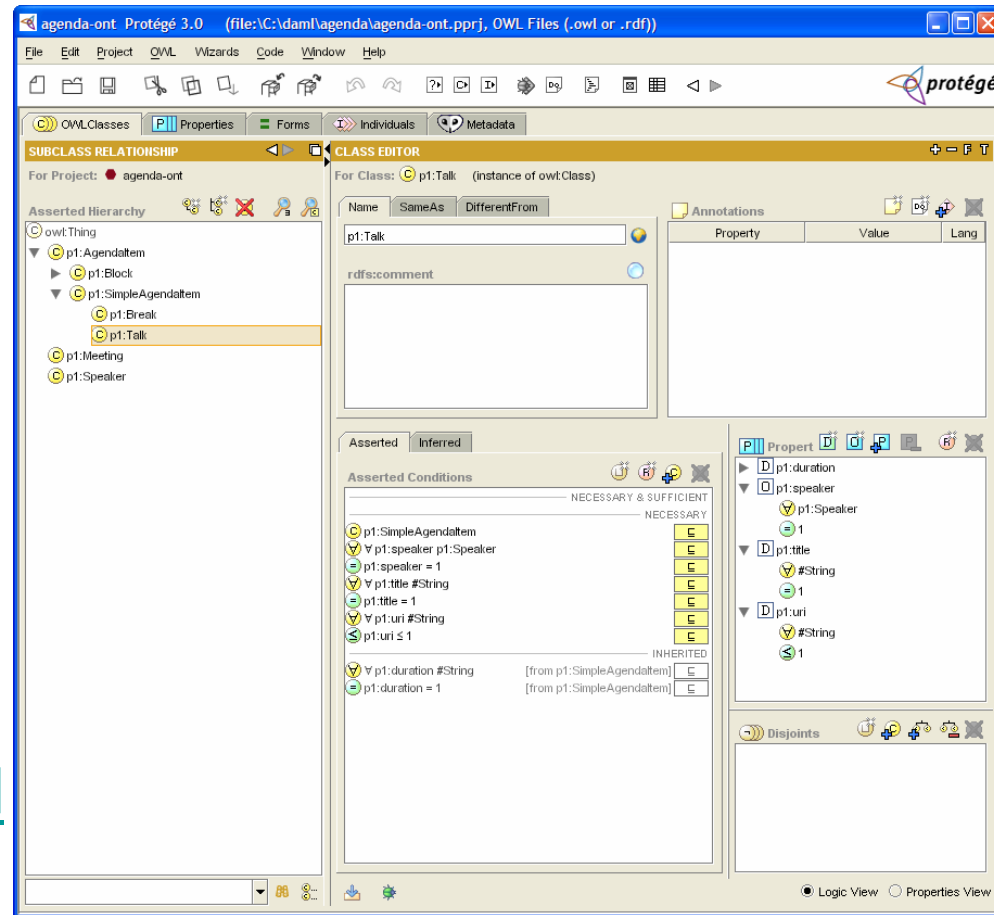 agenda-ont Protégé 3.0 (file:\C:\daml\agenda\agenda-ont.pprj, OWL Files (.owl or .rdf))
File Edit Project OWL Wizards Code Window Help
protégé
OWLClasses Properties Forms Individuals Metadata
SUBCLASS RELATIONSHIP
For Project: agenda-ont
Asserted Hierarchy
owl:Thing
p1:AgendaItem
p1:Block
p1:SimpleAgendaItem
p1:Break
p1:Talk
p1:Meeting
p1:Speaker
CLASS EDITOR
For Class: p1:Talk (instance of owl:Class)
Name SameAs DifferentFrom
p1:Talk
rdfs:comment
Annotations
Property Value Lang
Asserted Inferred
Asserted Conditions
NECESSARY & SUFFICIENT
NECESSARY
p1:SimpleAgendaItem
∀ p1:speaker p1:Speaker
p1:speaker = 1
∀ p1:title #String
p1:title = 1
∀ p1:uri #String
p1:uri ≤ 1
INHERITED
∀ p1:duration #String [from p1:SimpleAgendaItem]
p1:duration = 1 [from p1:SimpleAgendaItem]
Propert
p1:duration
p1:speaker
p1:Speaker
1
p1:title
#String
1
p1:uri
#String
1
Disjoints
Logic View Properties View